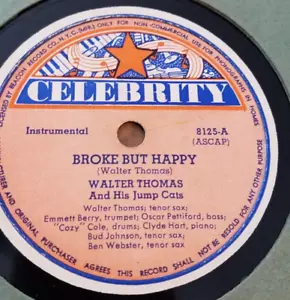 LICENSED BY BEACON RECORD CO., N.Y.C. (MFR.) ONLY FOR NON-COMMERCIAL USE FOR PHONOGRAPHS IN HOMES
CELEBRITY
Instrumental
8125-A
(ASCAP)
BROKE BUT HAPPY
(Walter Thomas)
WALTER THOMAS
And His Jump Cats
Walter Thomas, tenor sax;
Emmett Berry, trumpet; Oscar Pettiford, bass;
"Cozy" Cole, drums; Clyde Hart, piano;
Bud Johnson, tenor sax;
Ben Webster, tenor sax
ORIGINAL PURCHASER AGREES THIS RECORD SHALL NOT BE RESOLD FOR ANY OTHER PURPOSE